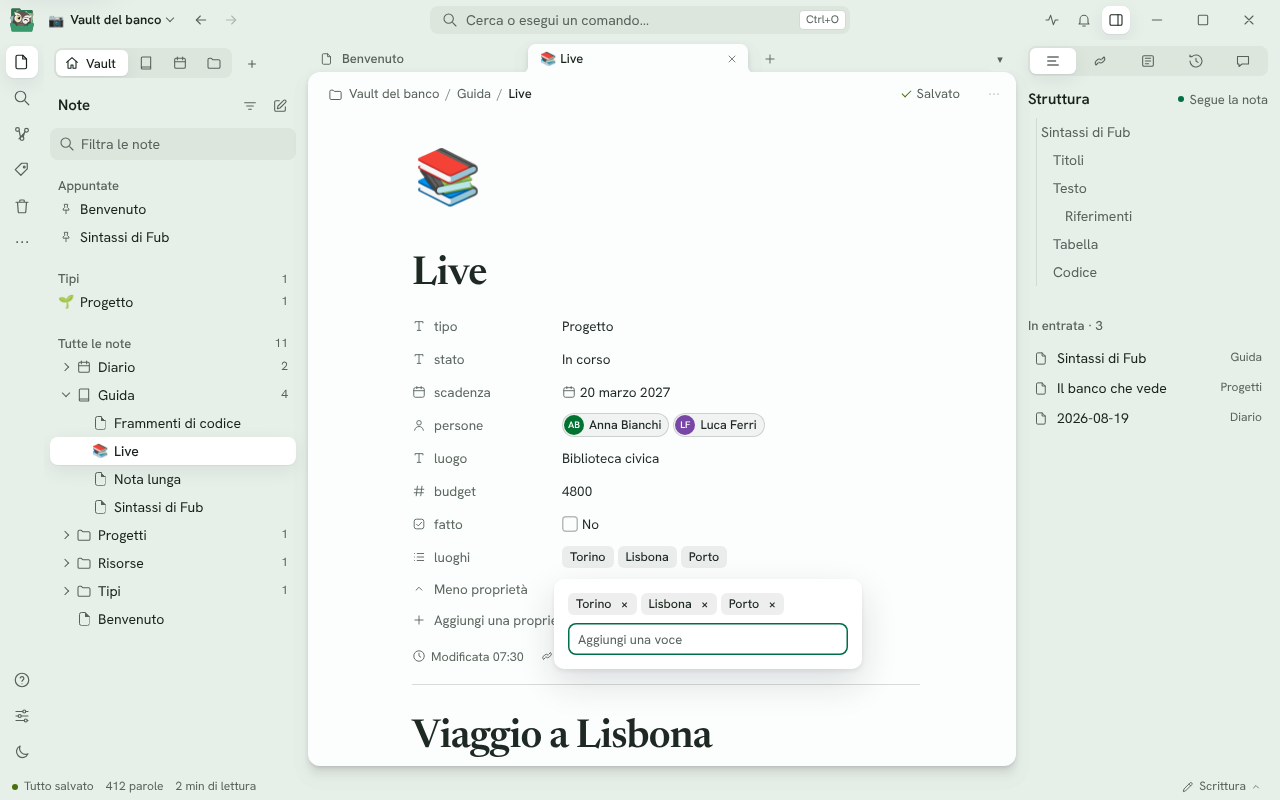 Vault del banco
Cerca o esegui un comando…
Ctrl+O
Vault
Note
Filtra le note
Appuntate
Benvenuto
Sintassi di Fub
Tipi 1
Progetto 1
Tutte le note 11
Diario 2
Guida 4
Frammenti di codice
Live
Nota lunga
Sintassi di Fub
Progetti 1
Risorse 1
Tipi 1
Benvenuto
Benvenuto
Live
Vault del banco / Guida / Live
Salvato
Live
tipo Progetto
stato In corso
scadenza 20 marzo 2027
persone AB Anna Bianchi LF Luca Ferri
luogo Biblioteca civica
budget 4800
fatto No
luoghi Torino Lisbona Porto
Meno proprietà
Torino × Lisbona × Porto ×
Aggiungi una proprie
Aggiungi una voce
Modificata 07:30
Viaggio a Lisbona
Struttura
Segue la nota
Sintassi di Fub
Titoli
Testo
Riferimenti
Tabella
Codice
In entrata · 3
Sintassi di Fub Guida
Il banco che vede Progetti
2026-08-19 Diario
Tutto salvato 412 parole 2 min di lettura
Scrittura